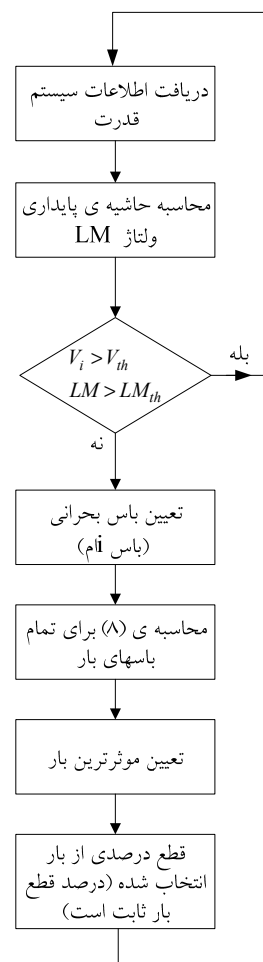 دریافت اطلاعات سیستم
قدرت
محاسبه حاشیه ی پایداری
ولتاژ LM
V_i > V_th
LM > LM_th
بله
نه
تعیین باس بحرانی
(باس iام)
محاسبه ی (۸) برای تمام
باسهای بار
تعیین موثرترین بار
قطع درصدی از بار
انتخاب شده (درصد قطع
بار ثابت است)